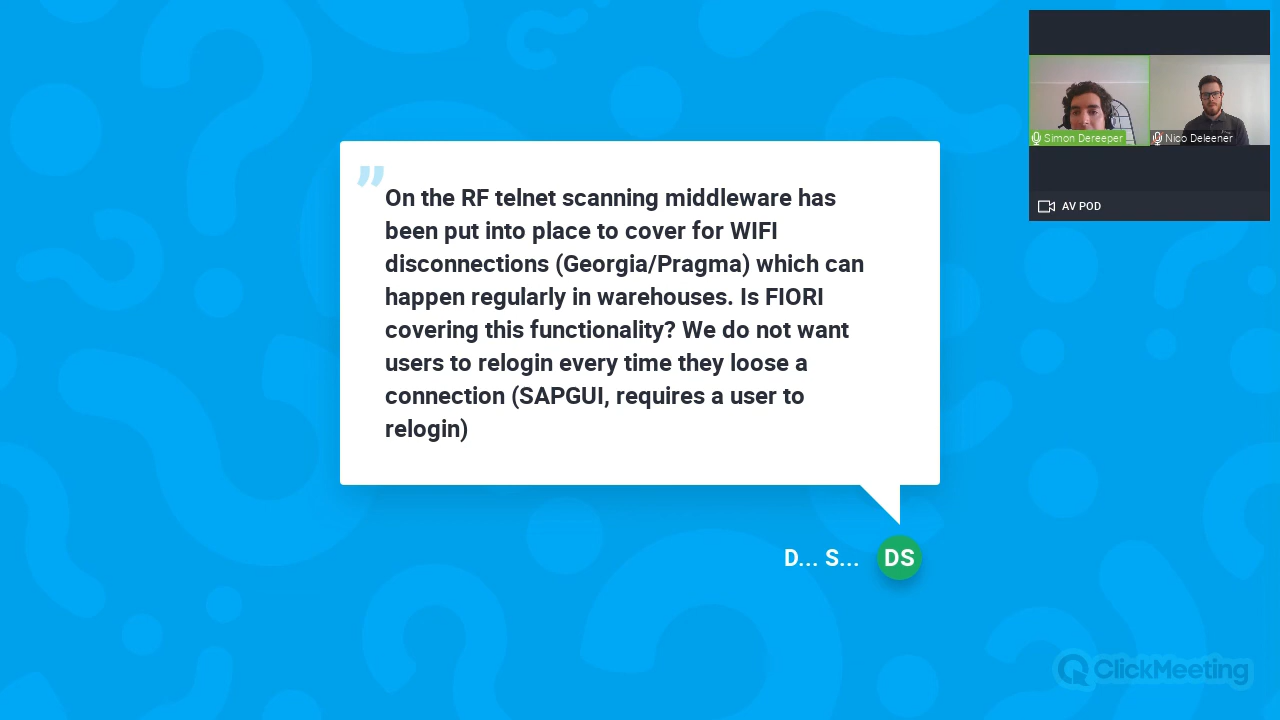 Simon Dereeper
Nico Deleener
AV POD
On the RF telnet scanning middleware has
been put into place to cover for WIFI
disconnections (Georgia/Pragma) which can
happen regularly in warehouses. Is FIORI
covering this functionality? We do not want
users to relogin every time they loose a
connection (SAPGUI, requires a user to
relogin)
D... S...
DS
ClickMeeting